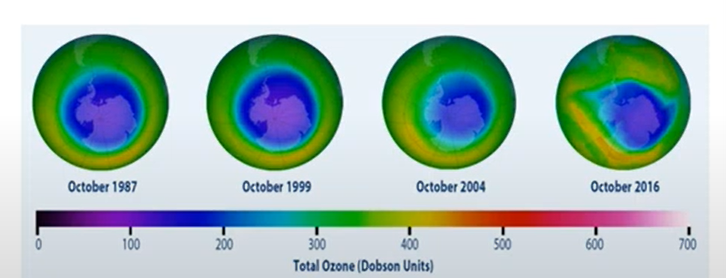 October 1987 October 1999 October 2004 October 2016
0 100 200 300 400 500 600 700
Total Ozone (Dobson Units)